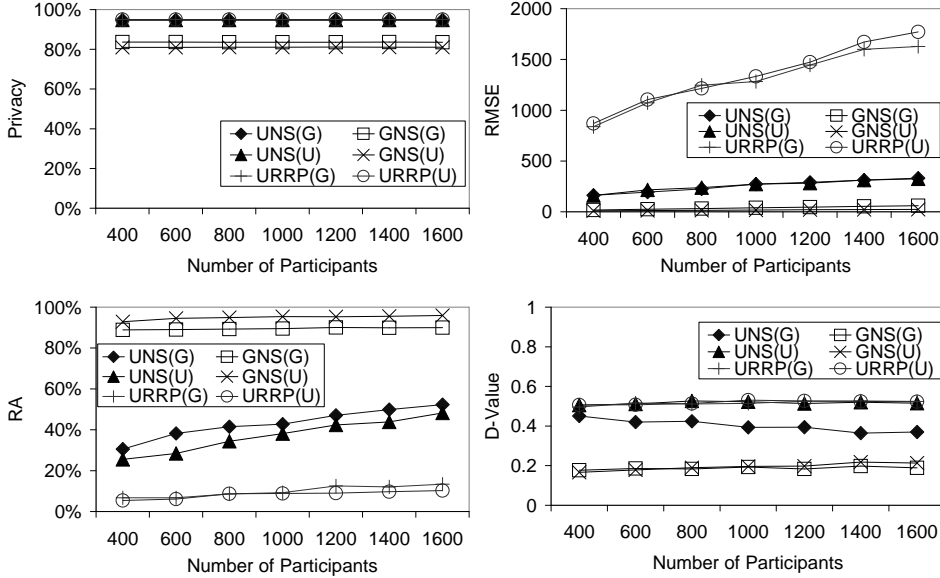 Privacy
100%
80%
60%
40%
20%
0%
UNS(G) GNS(G)
UNS(U) GNS(U)
URRP(G) URRP(U)
400 600 800 1000 1200 1400 1600
Number of Participants
RMSE
2000
1500
1000
500
0
UNS(G) GNS(G)
UNS(U) GNS(U)
URRP(G) URRP(U)
400 600 800 1000 1200 1400 1600
Number of Participants
RA
100%
80%
60%
40%
20%
0%
UNS(G) GNS(G)
UNS(U) GNS(U)
URRP(G) URRP(U)
400 600 800 1000 1200 1400 1600
Number of Participants
D-Value
1
0.8
0.6
0.4
0.2
0
UNS(G) GNS(G)
UNS(U) GNS(U)
URRP(G) URRP(U)
400 600 800 1000 1200 1400 1600
Number of Participants